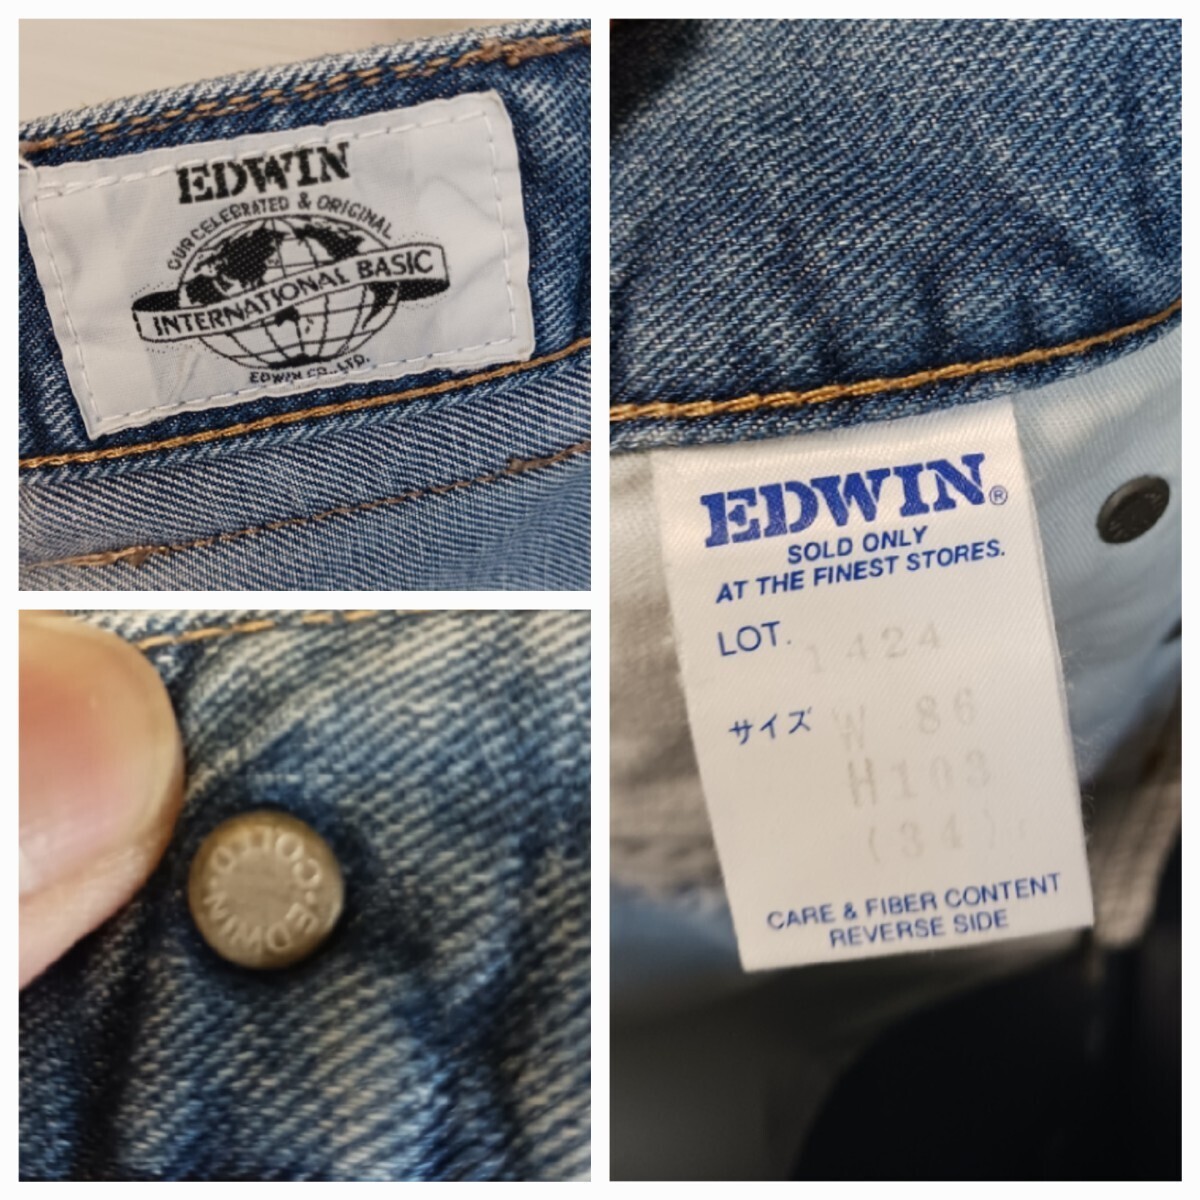 EDWIN
OUR CELEBRATED & ORIGINAL
INTERNATIONAL BASIC
EDWIN CO., LTD.
EDWIN®
SOLD ONLY
AT THE FINEST STORES.
LOT. 1424
サイズ W 86
H103
(34)
CARE & FIBER CONTENT
REVERSE SIDE
EDWIN CO LTD